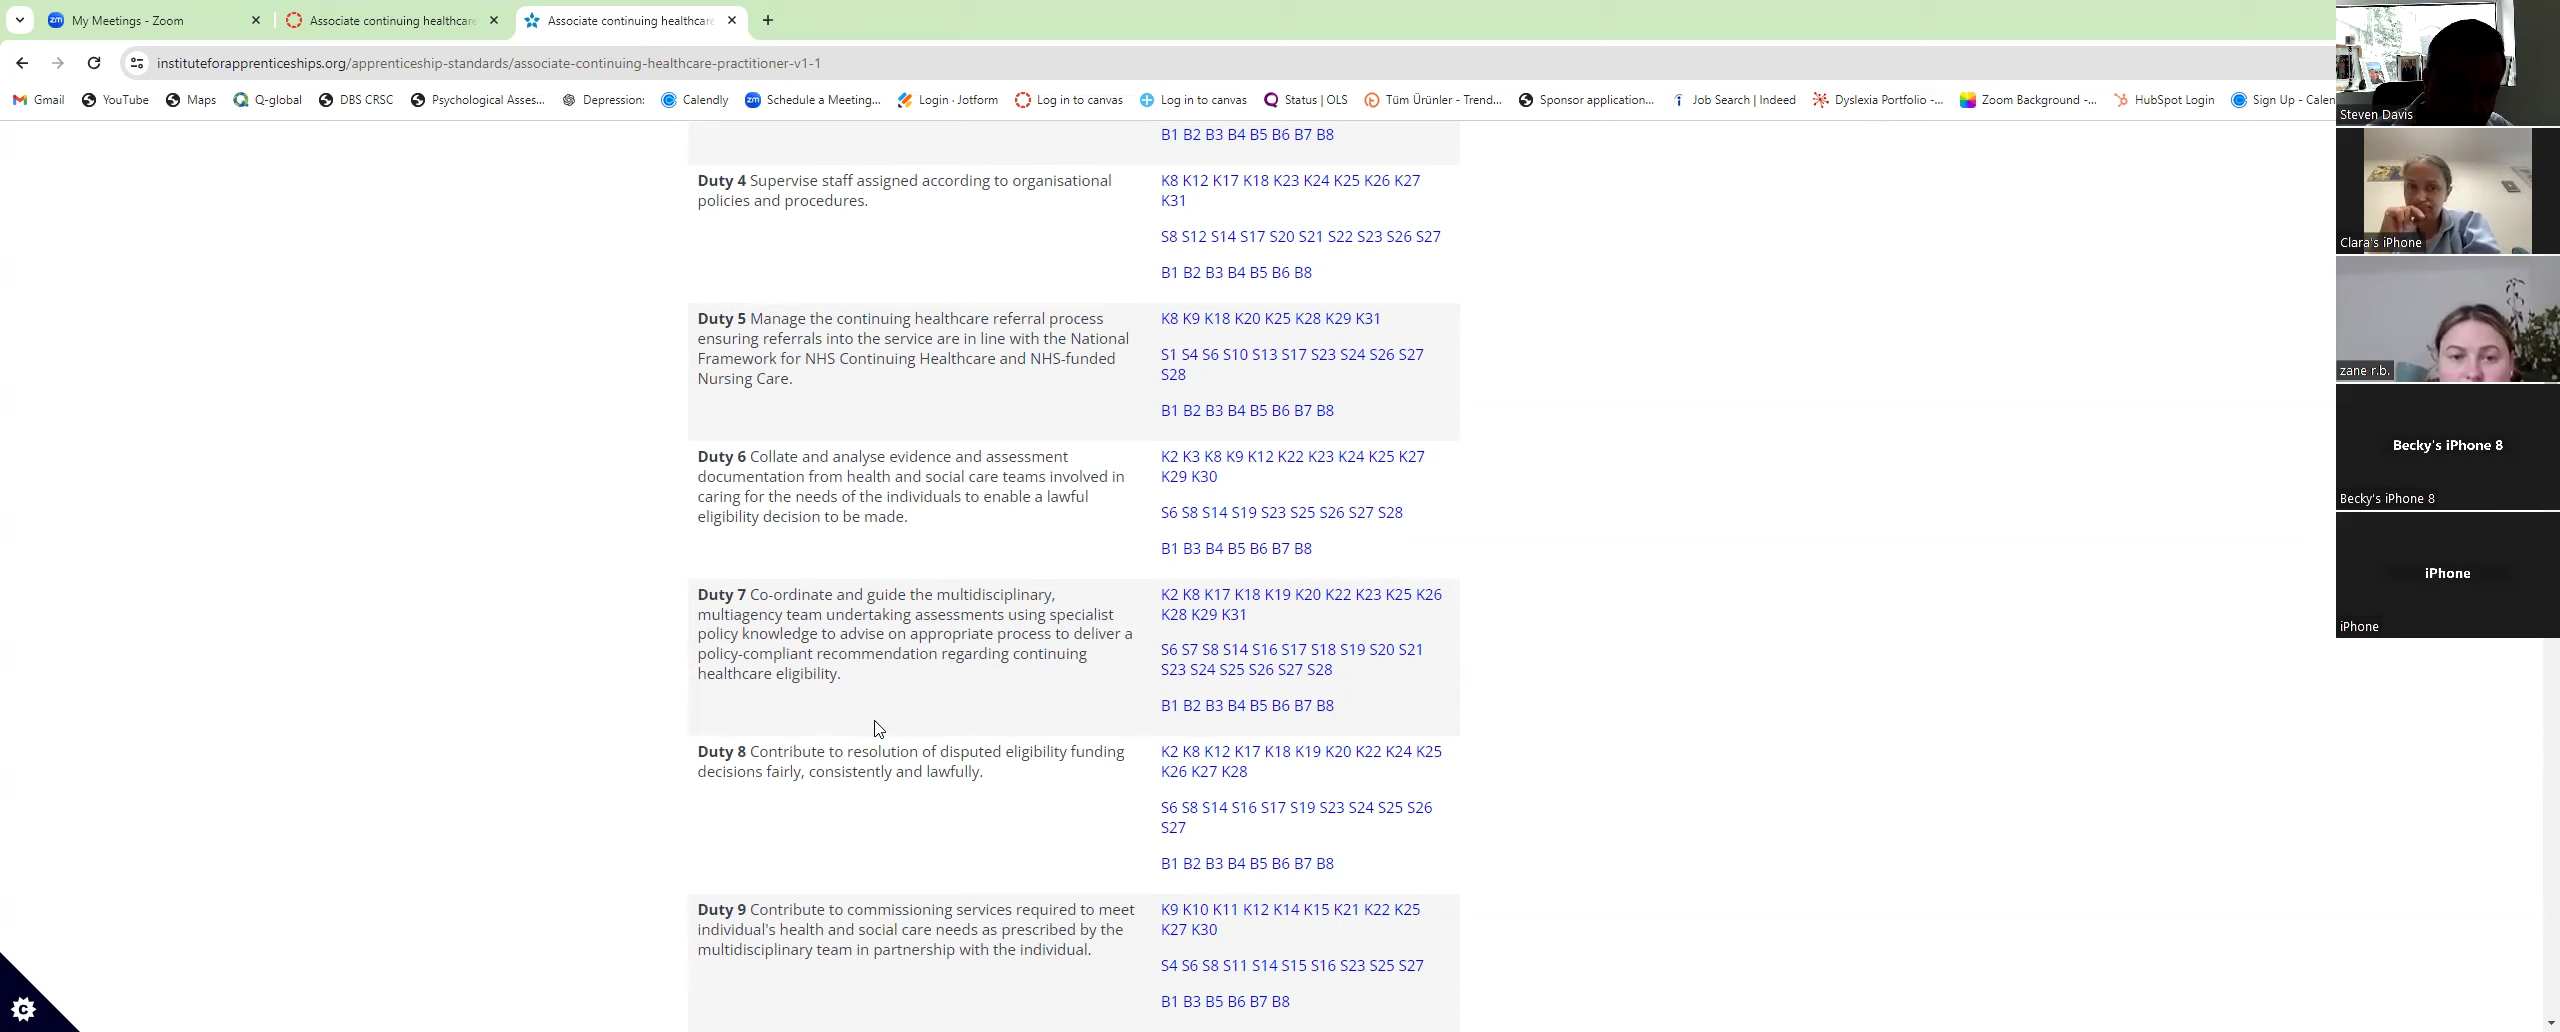 My Meetings - Zoom
Associate continuing healthcare
Associate continuing healthcare
instituteforapprenticeships.org/apprenticeship-standards/associate-continuing-healthcare-practitioner-v1-1
Gmail YouTube Maps Q-global DBS CRSC Psychological Asses... Depression: Calendly Schedule a Meeting... Login · Jotform Log in to canvas Log in to canvas Status | OLS Tüm Ürünler - Trend... Sponsor application... Job Search | Indeed Dyslexia Portfolio -... Zoom Background -... HubSpot Login Sign Up - Calen
B1 B2 B3 B4 B5 B6 B7 B8
Duty 4 Supervise staff assigned according to organisational
policies and procedures.
K8 K12 K17 K18 K23 K24 K25 K26 K27
K31
S8 S12 S14 S17 S20 S21 S22 S23 S26 S27
B1 B2 B3 B4 B5 B6 B8
Duty 5 Manage the continuing healthcare referral process
ensuring referrals into the service are in line with the National
Framework for NHS Continuing Healthcare and NHS-funded
Nursing Care.
K8 K9 K18 K20 K25 K28 K29 K31
S1 S4 S6 S10 S13 S17 S23 S24 S26 S27
S28
B1 B2 B3 B4 B5 B6 B7 B8
Duty 6 Collate and analyse evidence and assessment
documentation from health and social care teams involved in
caring for the needs of the individuals to enable a lawful
eligibility decision to be made.
K2 K3 K8 K9 K12 K22 K23 K24 K25 K27
K29 K30
S6 S8 S14 S19 S23 S25 S26 S27 S28
B1 B3 B4 B5 B6 B7 B8
Duty 7 Co-ordinate and guide the multidisciplinary,
multiagency team undertaking assessments using specialist
policy knowledge to advise on appropriate process to deliver a
policy-compliant recommendation regarding continuing
healthcare eligibility.
K2 K8 K17 K18 K19 K20 K22 K23 K25 K26
K28 K29 K31
S6 S7 S8 S14 S16 S17 S18 S19 S20 S21
S23 S24 S25 S26 S27 S28
B1 B2 B3 B4 B5 B6 B7 B8
Duty 8 Contribute to resolution of disputed eligibility funding
decisions fairly, consistently and lawfully.
K2 K8 K12 K17 K18 K19 K20 K22 K24 K25
K26 K27 K28
S6 S8 S14 S16 S17 S19 S23 S24 S25 S26
S27
B1 B2 B3 B4 B5 B6 B7 B8
Duty 9 Contribute to commissioning services required to meet
individual's health and social care needs as prescribed by the
multidisciplinary team in partnership with the individual.
K9 K10 K11 K12 K14 K15 K21 K22 K25
K27 K30
S4 S6 S8 S11 S14 S15 S16 S23 S25 S27
B1 B3 B5 B6 B7 B8
Steven Davis
Clara's iPhone
zane r.b.
Becky's iPhone 8
Becky's iPhone 8
iPhone
iPhone